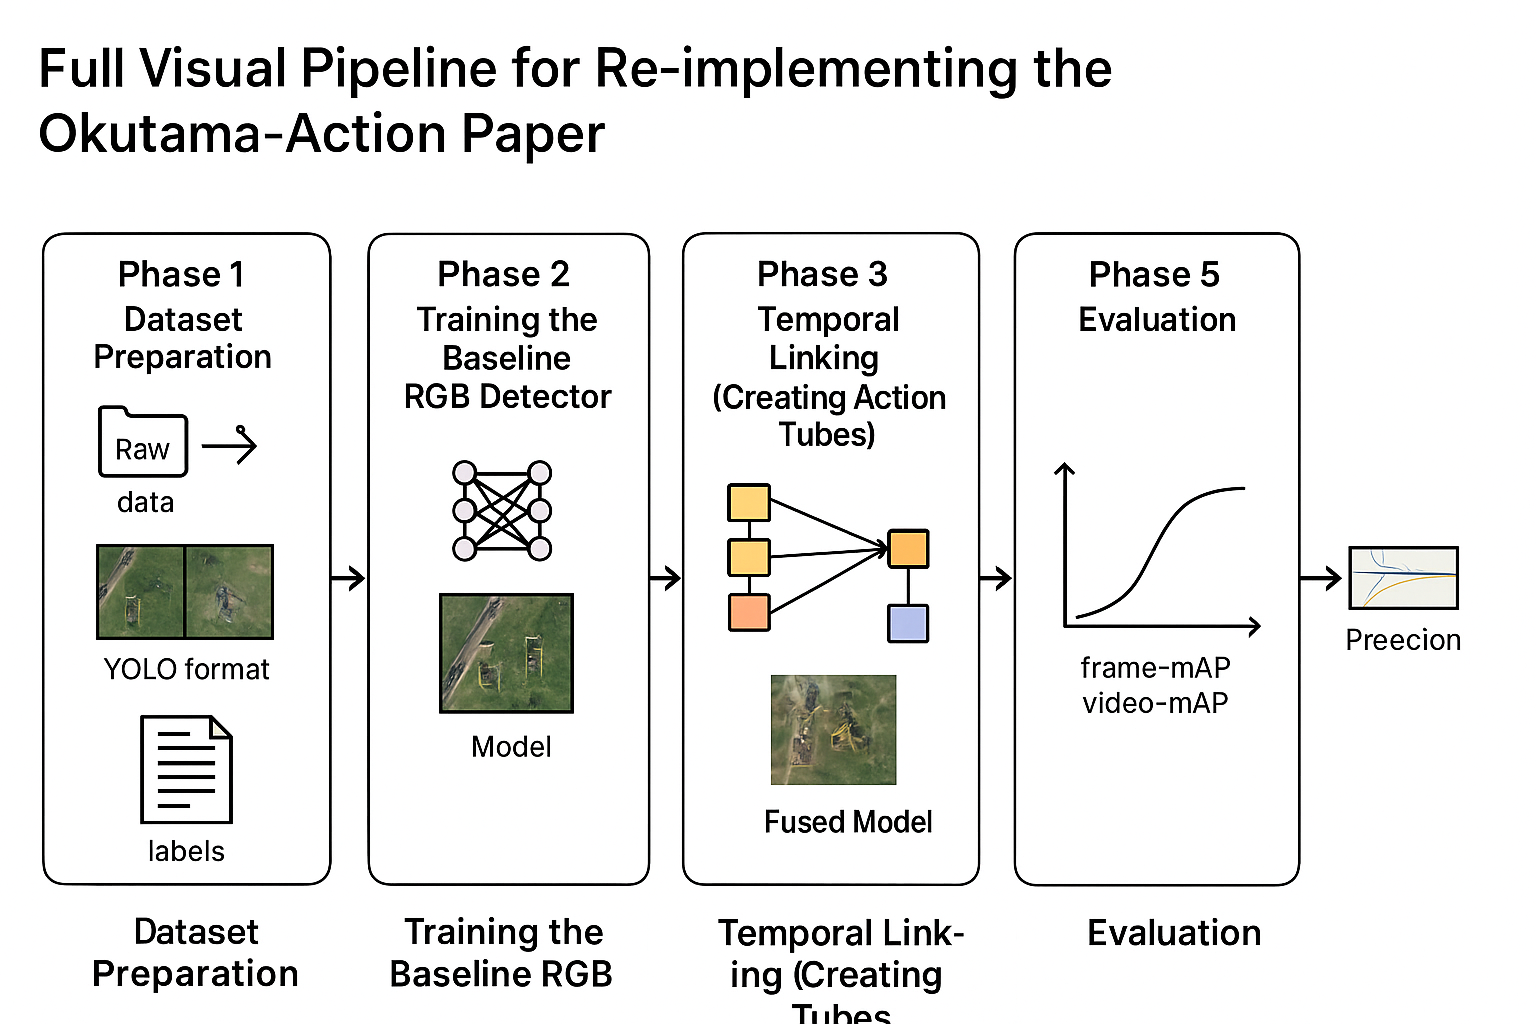 Full Visual Pipeline for Re-implementing the
Okutama-Action Paper
Phase 1
Dataset
Preparation
Raw
data
YOLO format
labels
Phase 2
Training the
Baseline
RGB Detector
Model
Phase 3
Temporal
Linking
(Creating Action
Tubes)
Fused Model
Phase 5
Evaluation
frame-mAP
video-mAP
Preecion
Dataset
Preparation
Training the
Baseline RGB
Temporal Link-
ing (Creating
Tubes
Evaluation